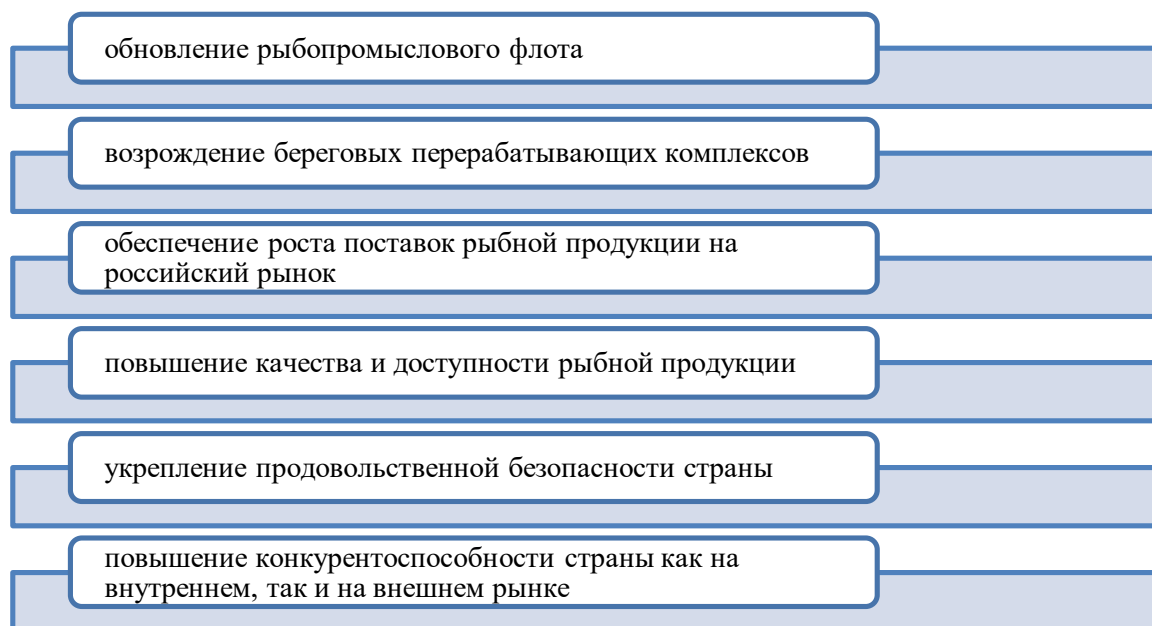 обновление рыбопромыслового флота
возрождение береговых перерабатывающих комплексов
обеспечение роста поставок рыбной продукции на
российский рынок
повышение качества и доступности рыбной продукции
укрепление продовольственной безопасности страны
повышение конкурентоспособности страны как на
внутреннем, так и на внешнем рынке